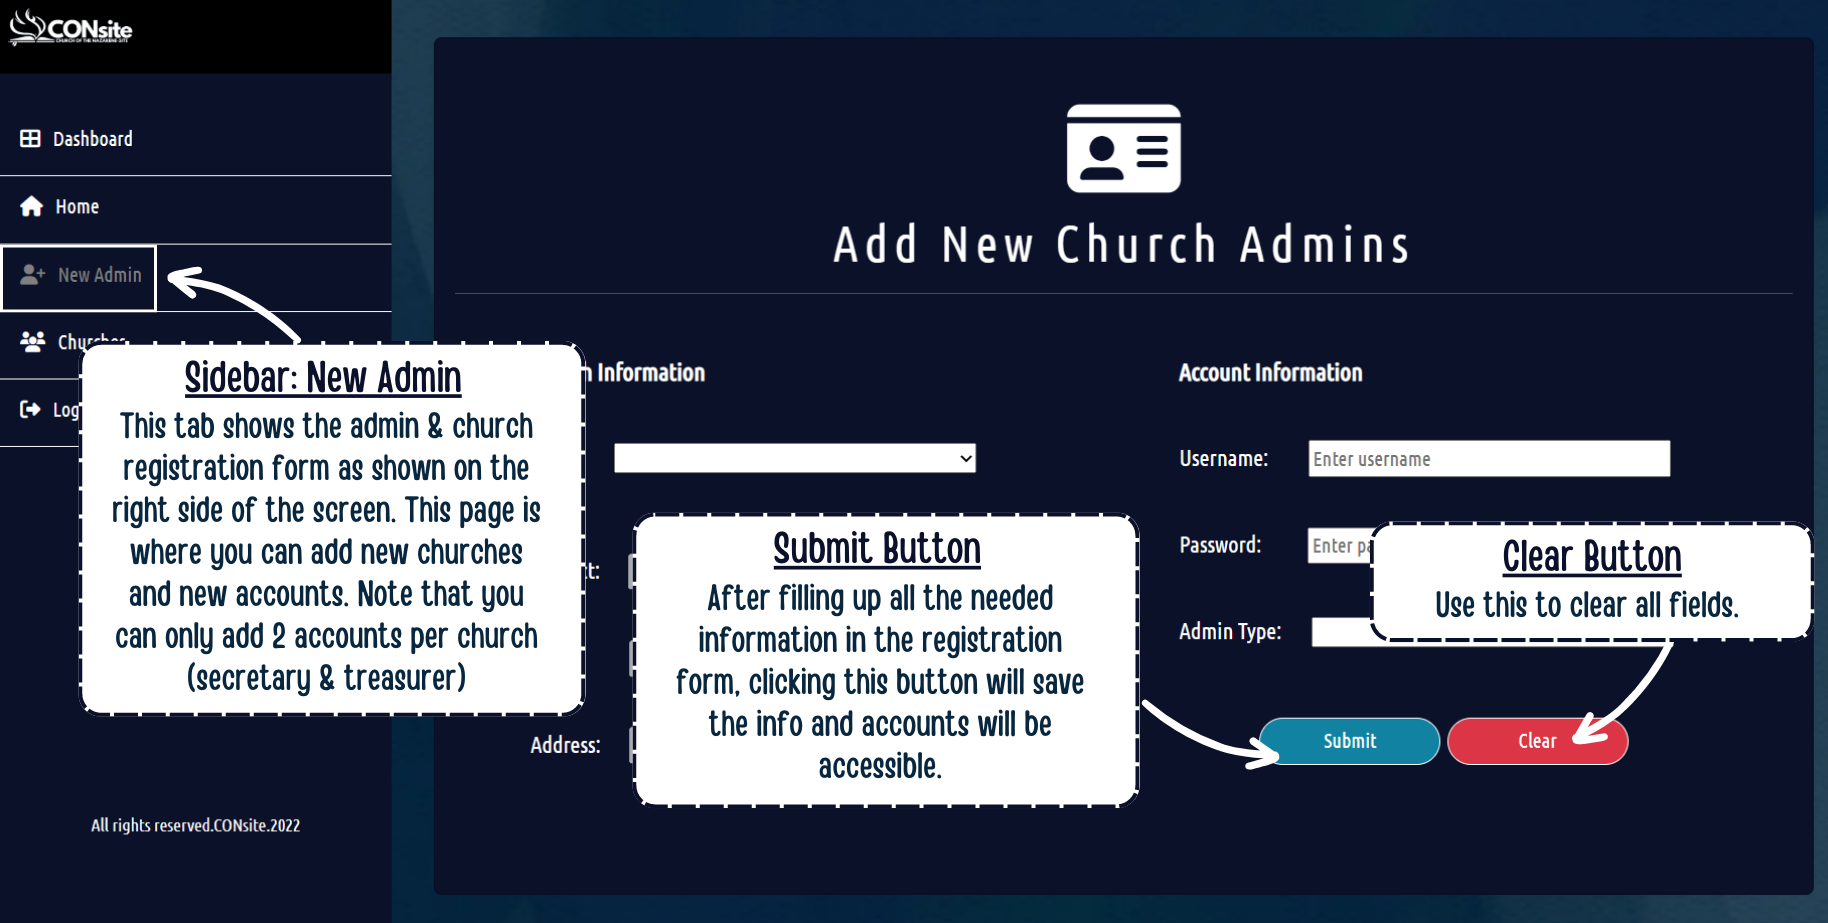 CONsite
CHURCH OF THE NAZARENE-SITE
Dashboard
Home
New Admin
Churches
Sidebar: New Admin
This tab shows the admin & church
registration form as shown on the
right side of the screen. This page is
where you can add new churches
and new accounts. Note that you
can only add 2 accounts per church
(secretary & treasurer)
All rights reserved.CONsite.2022
Add New Church Admins
Information
Address:
Submit Button
After filling up all the needed
information in the registration
form, clicking this button will save
the info and accounts will be
accessible.
Account Information
Username: Enter username
Password: Enter
Admin Type:
Clear Button
Use this to clear all fields.
Submit Clear